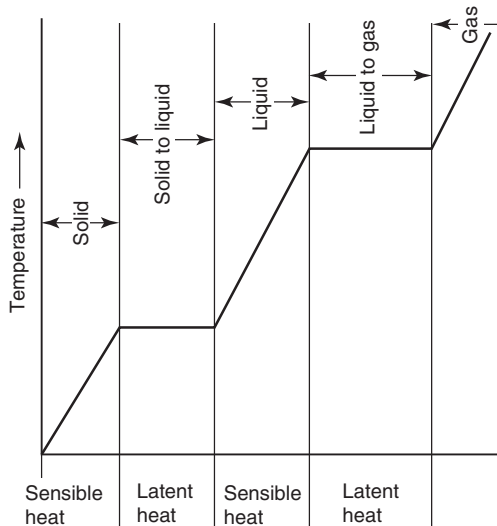 Gas
Liquid to gas
Liquid
Solid to liquid
Solid
Temperature
Sensible heat
Latent heat
Sensible heat
Latent heat